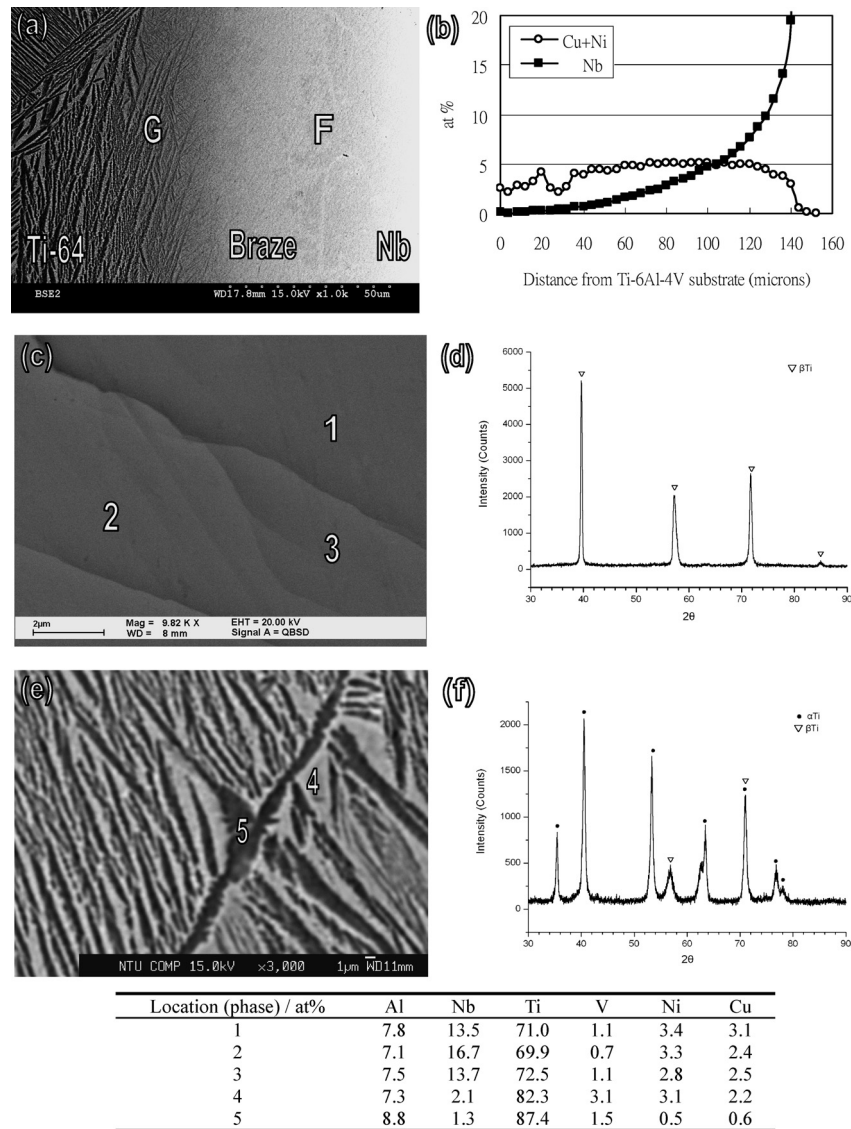 (a)
G
F
Ti-64
Braze
Nb
BSE2
WD17.8mm 15.0kV x1.0k 50um
(b)
20
15
10
5
0
at %
Cu+Ni
Nb
0 20 40 60 80 100 120 140 160
Distance from Ti-6Al-4V substrate (microns)
(c)
1
2
3
2μm
Mag = 9.82 K X
EHT = 20.00 kV
WD = 8 mm
Signal A = QBSD
(d)
6000
5000
4000
3000
2000
1000
0
Intensity (Counts)
▽ βTi
30 40 50 60 70 80 90
2θ
(e)
4
5
NTU COMP 15.0kV ×3,000 1μm WD11mm
(f)
2000
1500
1000
500
0
Intensity (Counts)
• αTi
▽ βTi
30 40 50 60 70 80 90
2θ
Location (phase) / at% Al Nb Ti V Ni Cu
1 7.8 13.5 71.0 1.1 3.4 3.1
2 7.1 16.7 69.9 0.7 3.3 2.4
3 7.5 13.7 72.5 1.1 2.8 2.5
4 7.3 2.1 82.3 3.1 3.1 2.2
5 8.8 1.3 87.4 1.5 0.5 0.6